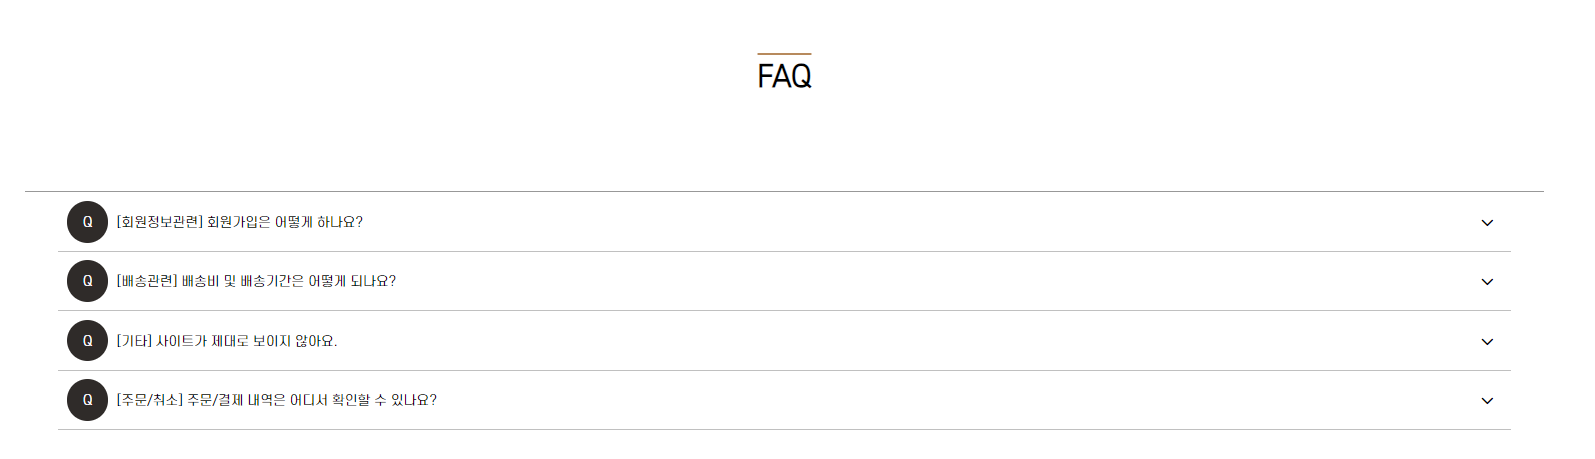 FAQ
Q [회원정보관련] 회원가입은 어떻게 하나요?
Q [배송관련] 배송비 및 배송기간은 어떻게 되나요?
Q [기타] 사이트가 제대로 보이지 않아요.
Q [주문/취소] 주문/결제 내역은 어디서 확인할 수 있나요?